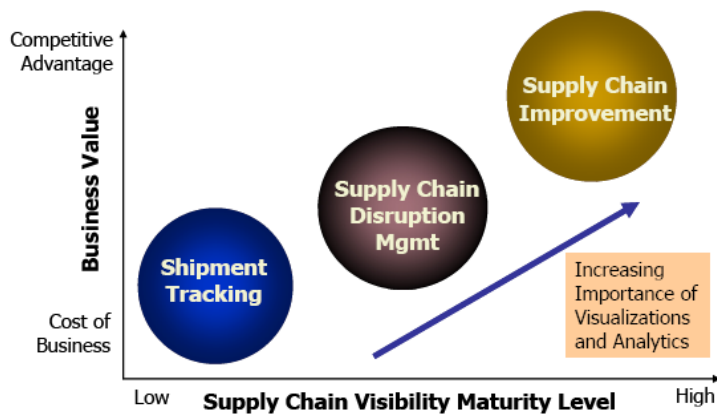 Competitive
Advantage
Business Value
Cost of
Business
Supply Chain
Improvement
Supply Chain
Disruption
Mgmt
Shipment
Tracking
Increasing
Importance of
Visualizations
and Analytics
Low
Supply Chain Visibility Maturity Level
High